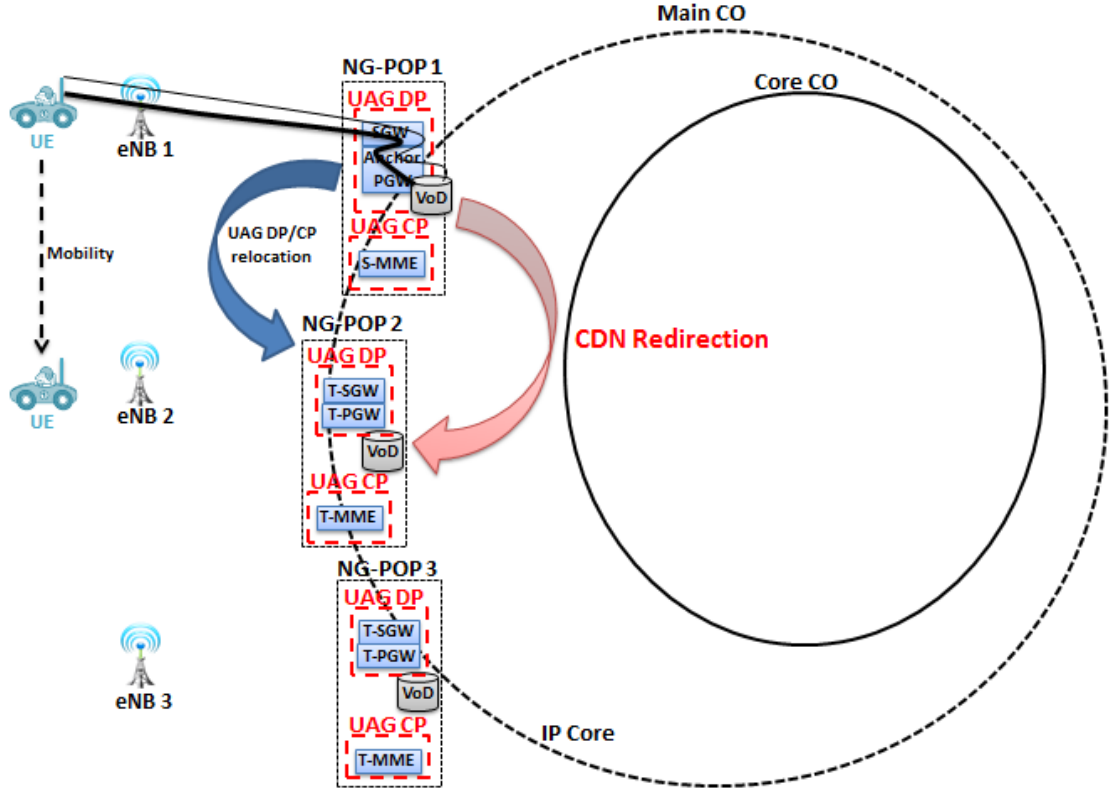 Main CO
Core CO
NG-POP 1
UAG DP
SGW
Anchor
PGW
VoD
UAG CP
S-MME
UE
eNB 1
UAG DP/CP
relocation
Mobility
CDN Redirection
NG-POP 2
UAG DP
T-SGW
T-PGW
VoD
UAG CP
T-MME
UE
eNB 2
NG-POP 3
UAG DP
T-SGW
T-PGW
VoD
UAG CP
T-MME
eNB 3
IP Core